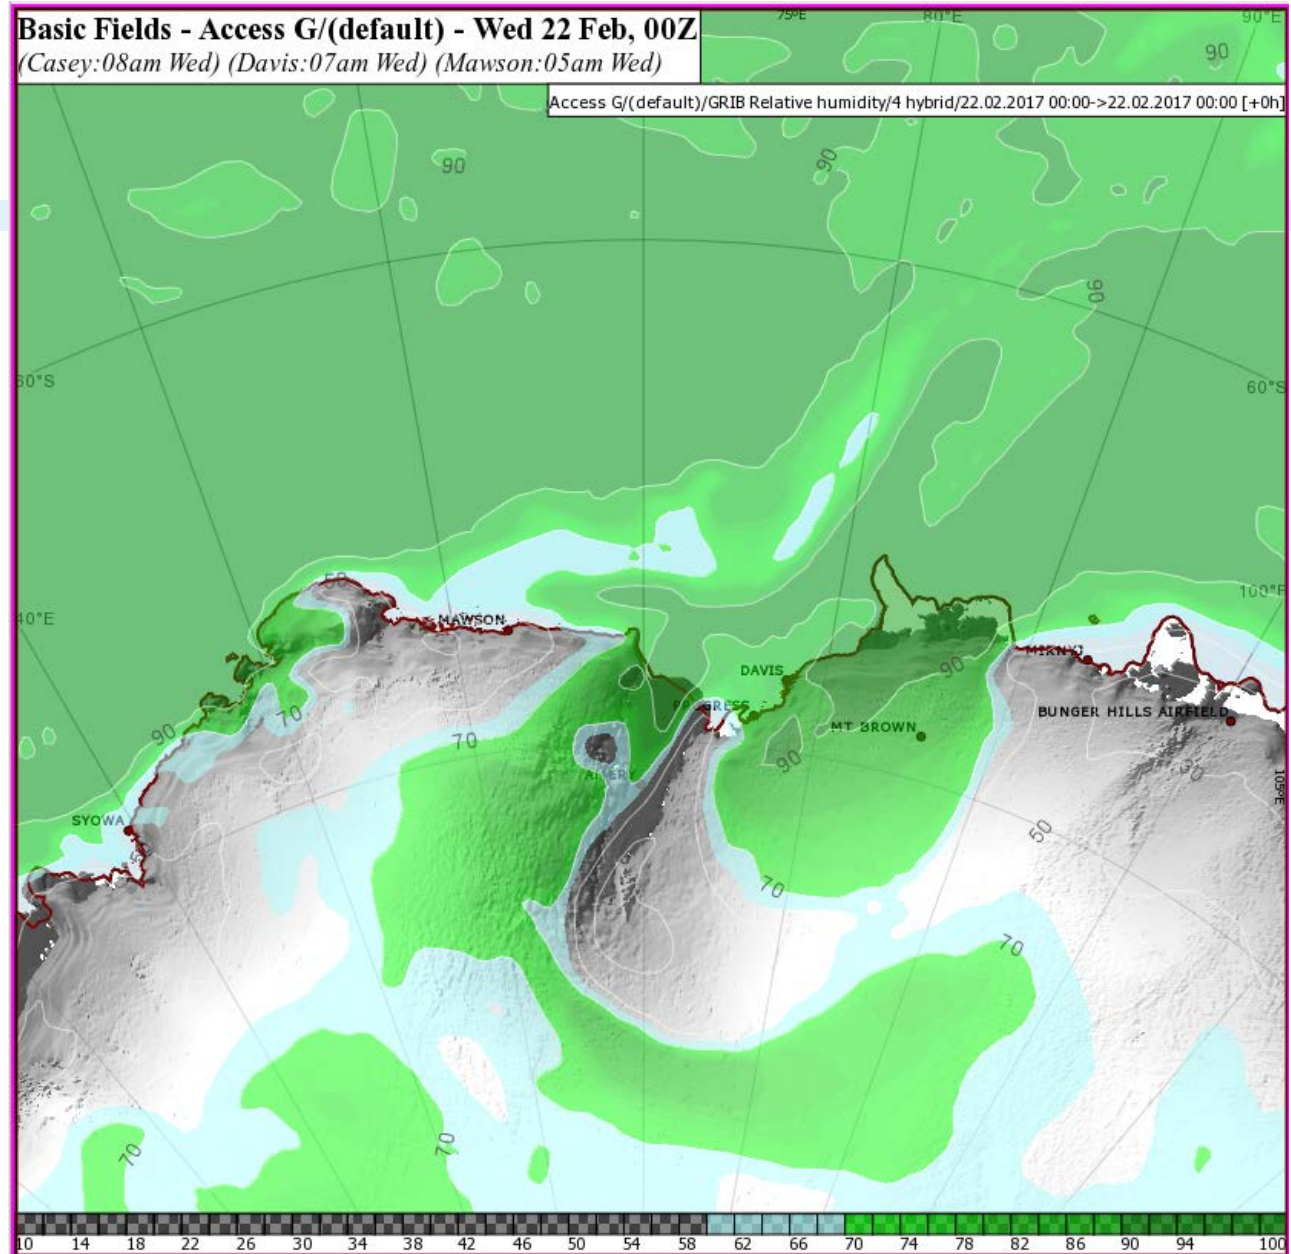 Basic Fields - Access G/(default) - Wed 22 Feb, 00Z
(Casey:08am Wed) (Davis:07am Wed) (Mawson:05am Wed)
75°E
80°E
90°E
90
Access G/(default)/GRIB Relative humidity/4 hybrid/22.02.2017 00:00->22.02.2017 00:00 [+0h]
90
90
90
60°S
60°S
50
40°E
MAWSON
100°E
MIRNYJ
DAVIS
90
PROGRESS
BUNGER HILLS AIRFIELD
70
90
70
MT BROWN
90
30
AMERY
105°E
SYOWA
50
70
70
70
70
10 14 18 22 26 30 34 38 42 46 50 54 58 62 66 70 74 78 82 86 90 94 100